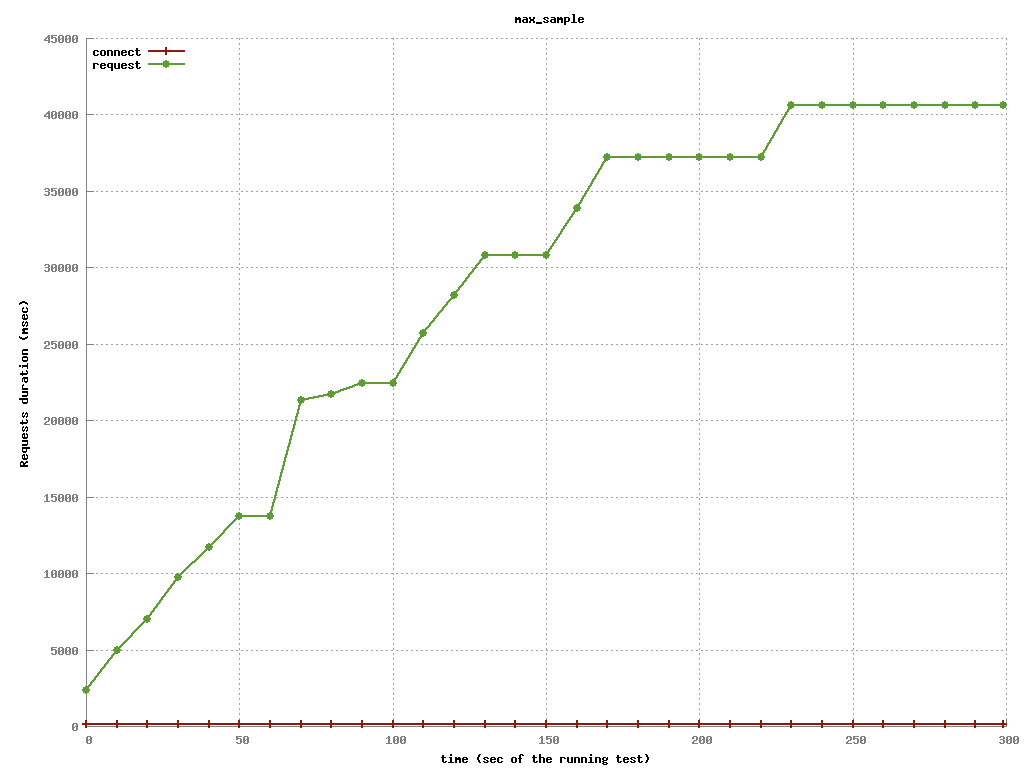 max_sample
connect
request
45000
40000
35000
30000
25000
20000
15000
10000
5000
0
Requests duration (msec)
0 50 100 150 200 250 300
time (sec of the running test)